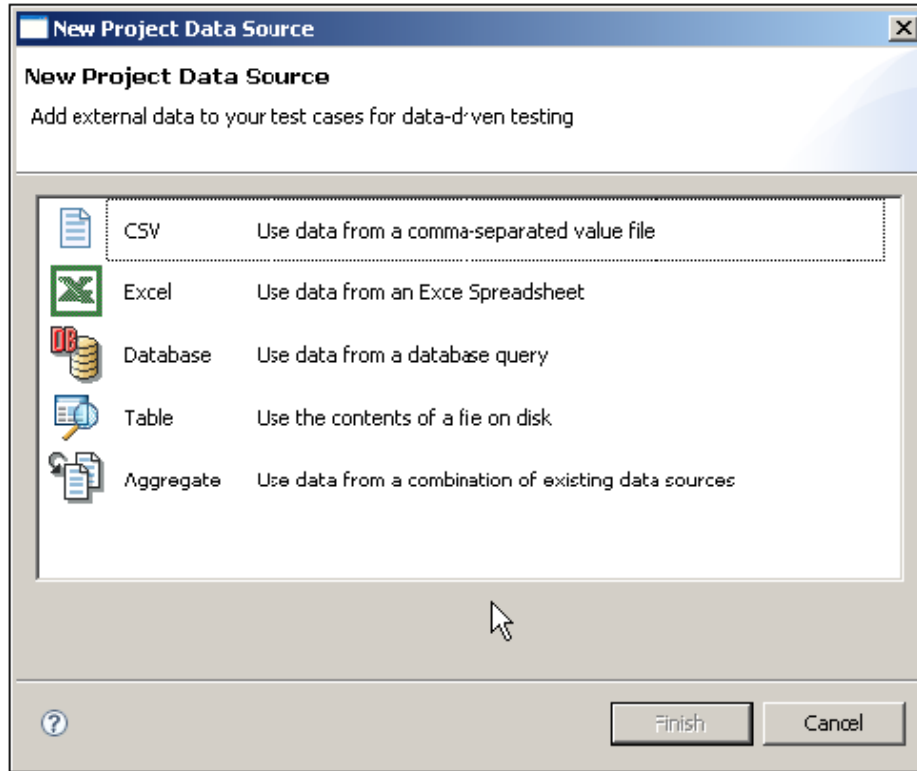 New Project Data Source
New Project Data Source
Add external data to your test cases for data-driven testing
CSV Use data from a comma-separated value file
Excel Use data from an Exce Spreadsheet
DB
Database Use data from a database query
Table Use the contents of a fie on disk
Aggregate Use data from a combination of existing data sources
? Finish Cancel